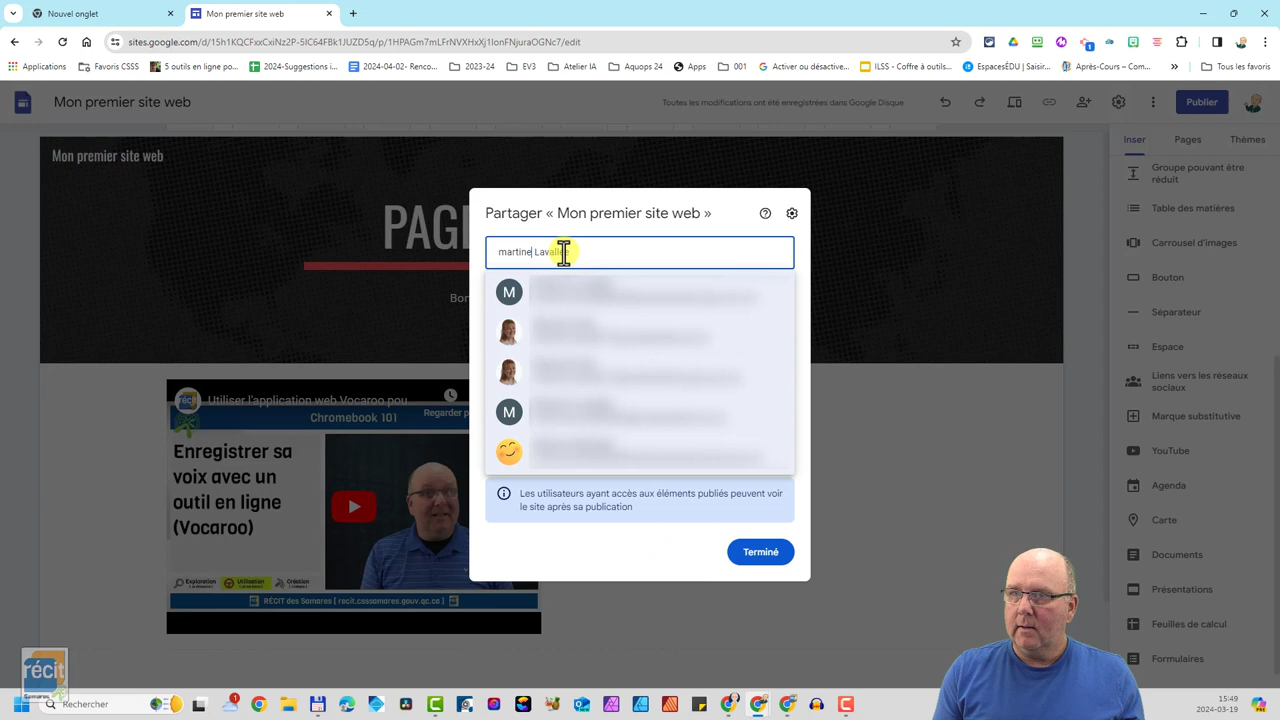 Nouvel onglet
Mon premier site web
sites.google.com/d/15h1KQCFxxCxiNz2P-5IC64FBk1JUZD5q/p/1HPAGm7mLFrNVXHxXj1IonFNjuraOGNc7/edit
Applications
Favoris CSSS
5 outils en ligne po...
2024-04-02 - Renco...
2023-24
EV3
Atelier IA
Aquops 24
Apps
001
Activer ou désactive...
ILSS - Coffre à outils...
EspacesÉDU | Saisir...
Après-Cours – Com...
Tous les favoris
Mon premier site web
Toutes les modifications ont été enregistrées dans Google Disque
Publier
Mon premier site web
PAG
Bon
Partager « Mon premier site web »
martine Lavallée
M
M
Les utilisateurs ayant accès aux éléments publiés peuvent voir
le site après sa publication
Terminé
Utiliser l'application web Vocaroo pou
Chromebook 101
Regarder p
Enregistrer sa
voix avec un
outil en ligne
(Vocaroo)
Exploration
Utilisation
Création
RÉCIT des Samares [ recit.cssamares.gouv.qc.ca ]
Inser
Pages
Thèmes
Groupe pouvant être
réduit
Table des matières
Carrousel d'images
Bouton
Séparateur
Espace
Liens vers les réseaux
sociaux
Marque substitutive
YouTube
Agenda
Carte
Documents
Présentations
Feuilles de calcul
Formulaires
récit
Samares
Rechercher
15:49
2024-03-19